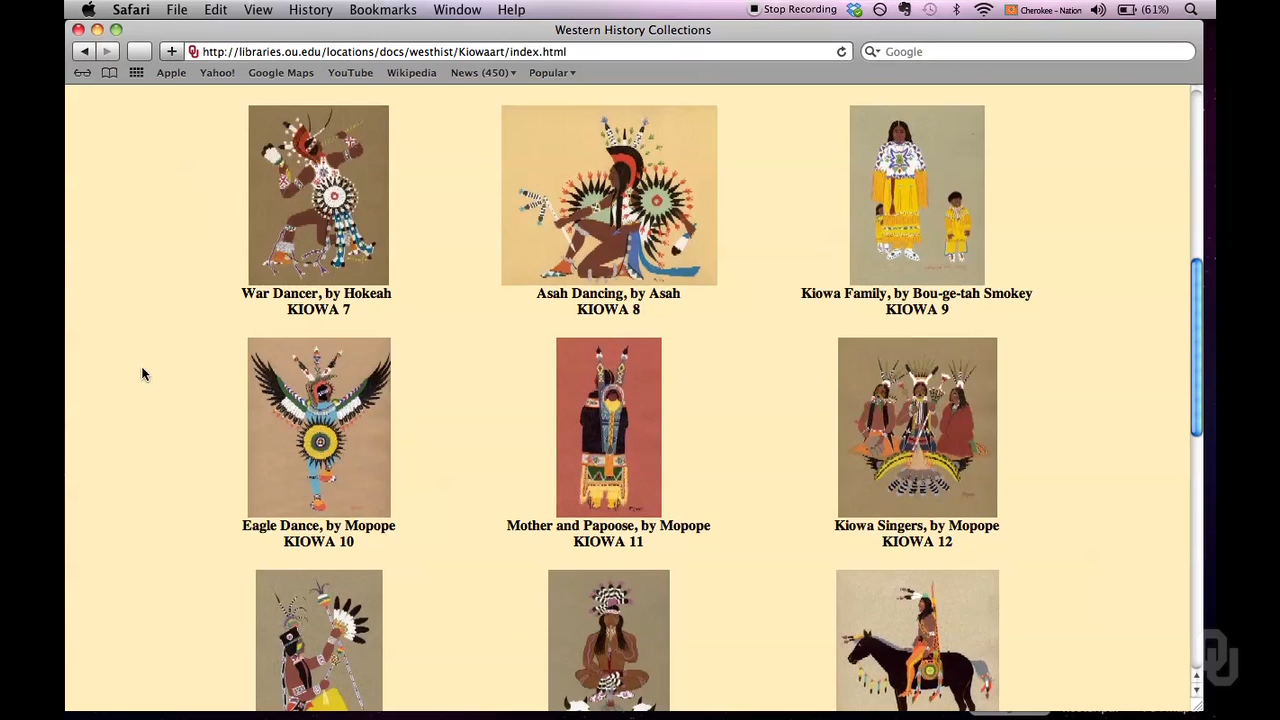 Safari File Edit View History Bookmarks Window Help Stop Recording Cherokee - Nation (61%)
Western History Collections
http://libraries.ou.edu/locations/docs/westhist/Kiowaart/index.html Google
Apple Yahoo! Google Maps YouTube Wikipedia News (450) Popular
War Dancer, by Hokeah
KIOWA 7
Asah Dancing, by Asah
KIOWA 8
Kiowa Family, by Bou-ge-tah Smokey
KIOWA 9
Eagle Dance, by Mopope
KIOWA 10
Mother and Papoose, by Mopope
KIOWA 11
Kiowa Singers, by Mopope
KIOWA 12
OU